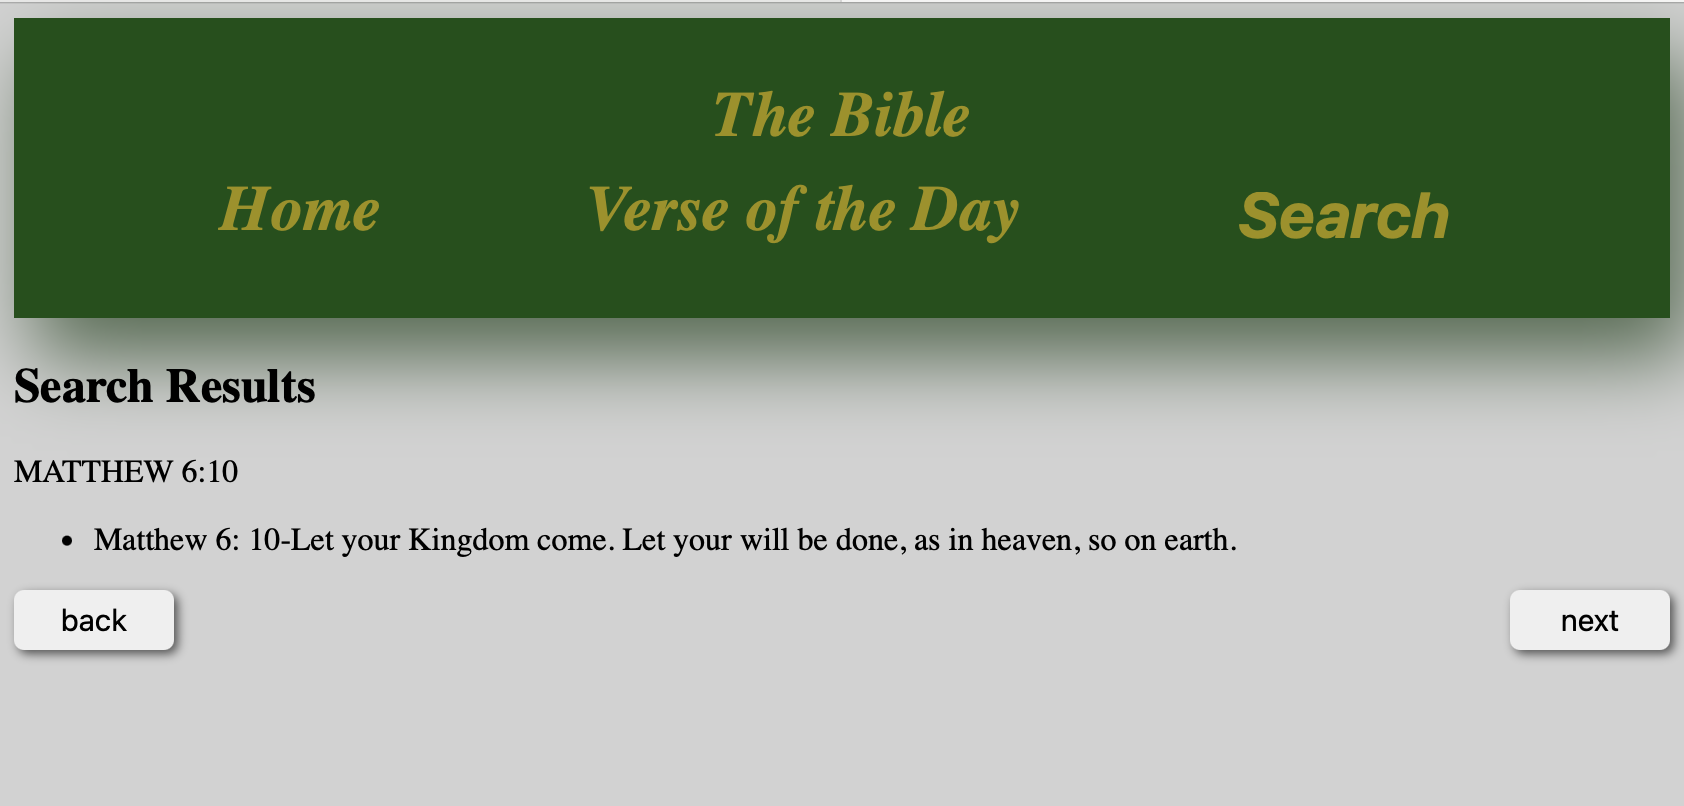 The Bible
Home Verse of the Day Search
Search Results
MATTHEW 6:10
• Matthew 6: 10-Let your Kingdom come. Let your will be done, as in heaven, so on earth.
back next